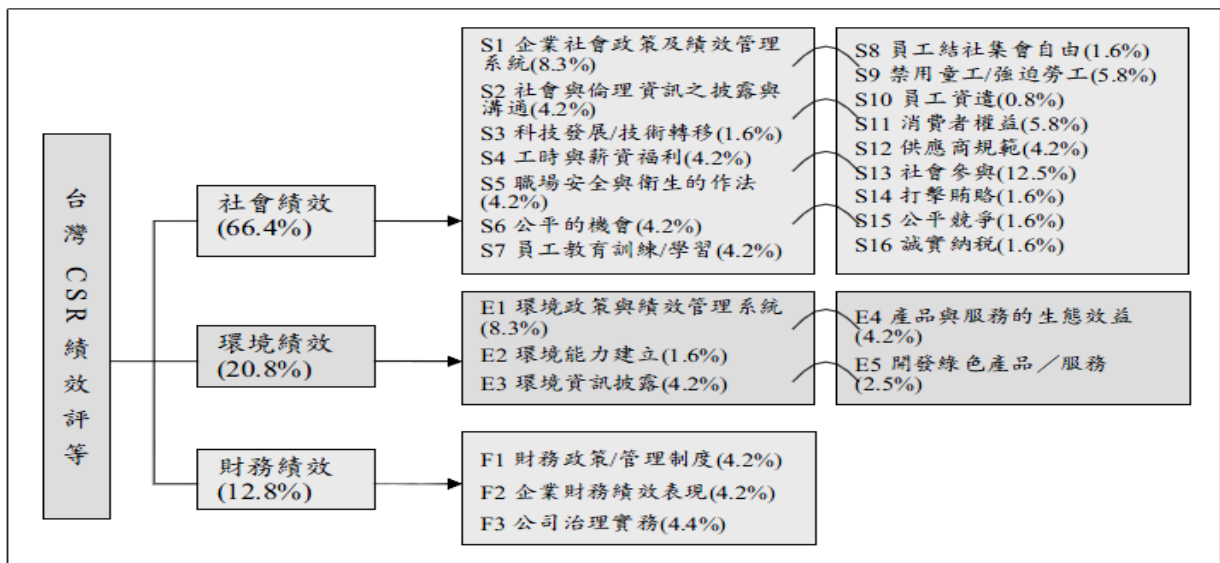 台灣 CSR 績效評等
社會績效
(66.4%)
S1 企業社會政策及績效管理
系統(8.3%)
S2 社會與倫理資訊之披露與
溝通(4.2%)
S3 科技發展/技術轉移(1.6%)
S4 工時與薪資福利(4.2%)
S5 職場安全與衛生的作法
(4.2%)
S6 公平的機會(4.2%)
S7 員工教育訓練/學習(4.2%)
S8 員工結社集會自由(1.6%)
S9 禁用童工/強迫勞工(5.8%)
S10 員工資遣(0.8%)
S11 消費者權益(5.8%)
S12 供應商規範(4.2%)
S13 社會參與(12.5%)
S14 打擊賄賂(1.6%)
S15 公平競爭(1.6%)
S16 誠實納稅(1.6%)
環境績效
(20.8%)
E1 環境政策與績效管理系統
(8.3%)
E2 環境能力建立(1.6%)
E3 環境資訊披露(4.2%)
E4 產品與服務的生態效益
(4.2%)
E5 開發綠色產品／服務
(2.5%)
財務績效
(12.8%)
F1 財務政策/管理制度(4.2%)
F2 企業財務績效表現(4.2%)
F3 公司治理實務(4.4%)